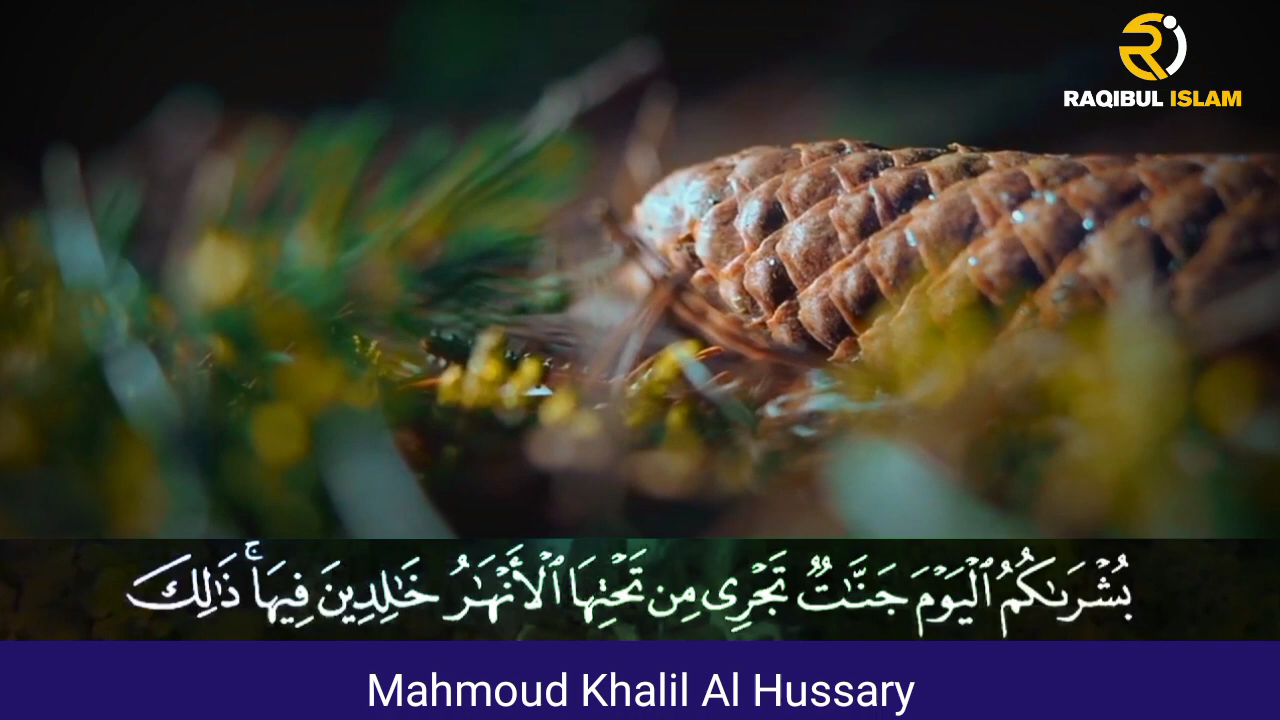 RAQIBUL ISLAM
بُشْرَىٰكُمُ ٱلْيَوْمَ جَنَّـٰتٌ تَجْرِى مِن تَحْتِهَا ٱلْأَنْهَـٰرُ خَـٰلِدِينَ فِيهَا ۚ ذَٰلِكَ
Mahmoud Khalil Al Hussary